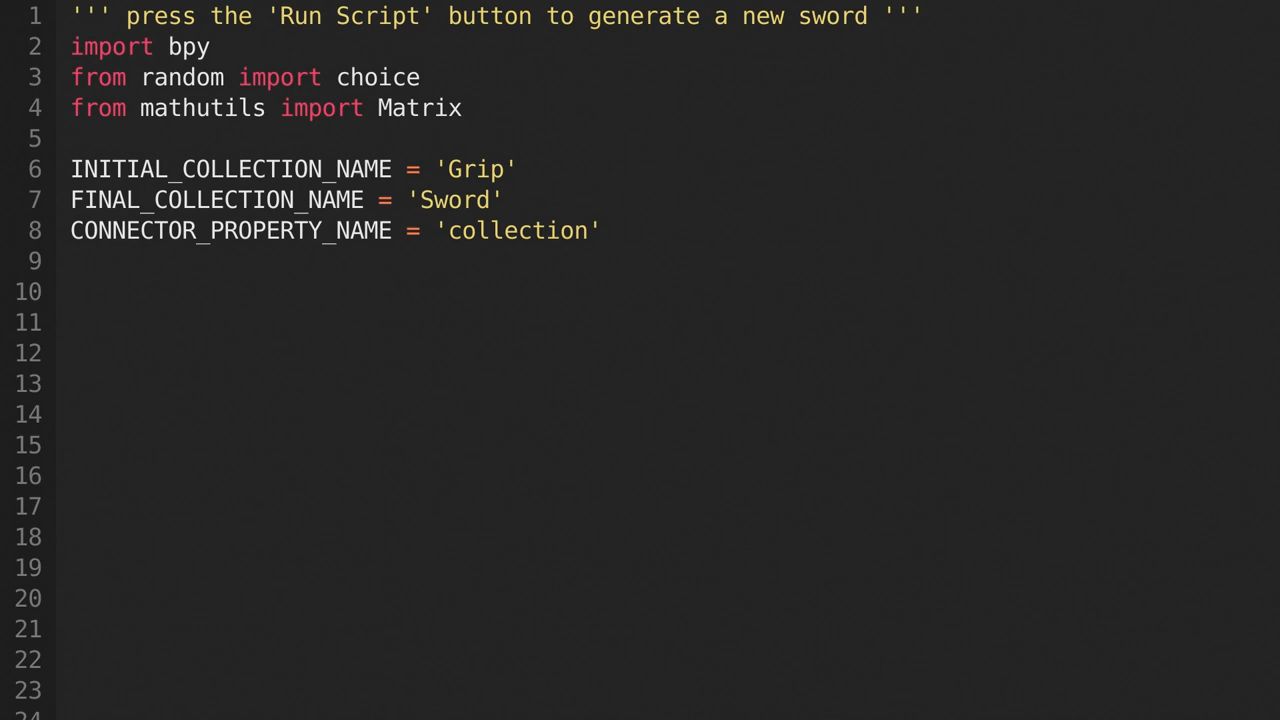 1 ''' press the 'Run Script' button to generate a new sword '''
2 import bpy
3 from random import choice
4 from mathutils import Matrix
5
6 INITIAL_COLLECTION_NAME = 'Grip'
7 FINAL_COLLECTION_NAME = 'Sword'
8 CONNECTOR_PROPERTY_NAME = 'collection'
9
10
11
12
13
14
15
16
17
18
19
20
21
22
23
24